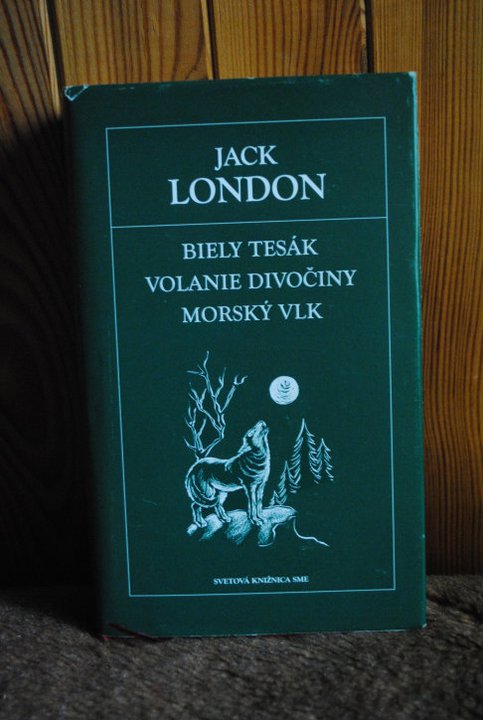 JACK
LONDON
BIELY TESÁK
VOLANIE DIVOČINY
MORSKÝ VLK
SVETOVÁ KNIŽNICA SME